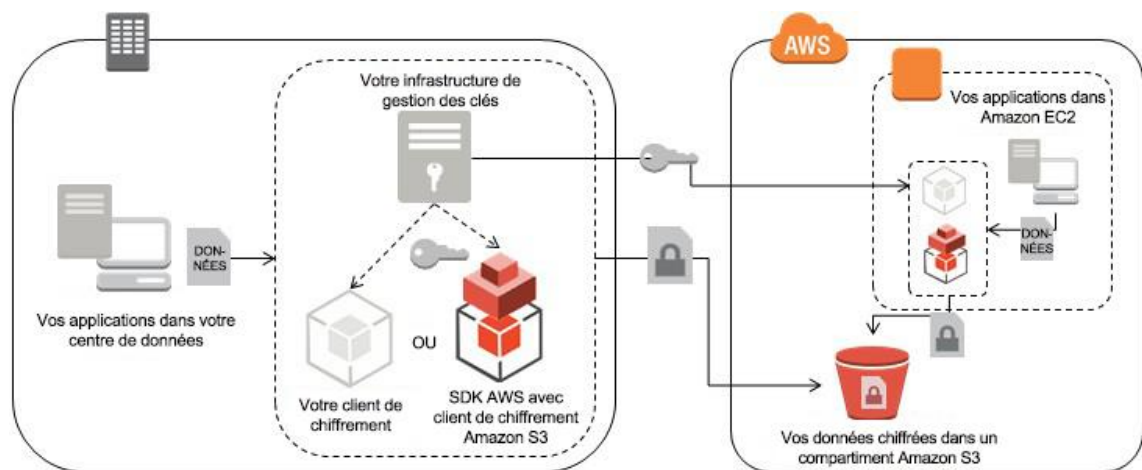 AWS
Votre infrastructure de
gestion des clés
Vos applications dans
Amazon EC2
DON-
NÉES
DON-
NÉES
Vos applications dans votre
centre de données
OU
Votre client de
chiffrement
SDK AWS avec
client de chiffrement
Amazon S3
Vos données chiffrées dans un
compartiment Amazon S3